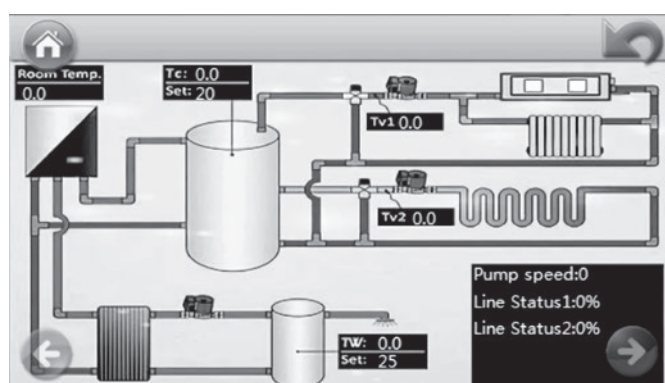 Room Temp.
0.0
Tc: 0.0
Set: 20
Tv1 0.0
Tv2 0.0
Pump speed:0
Line Status1:0%
Line Status2:0%
TW: 0.0
Set: 25